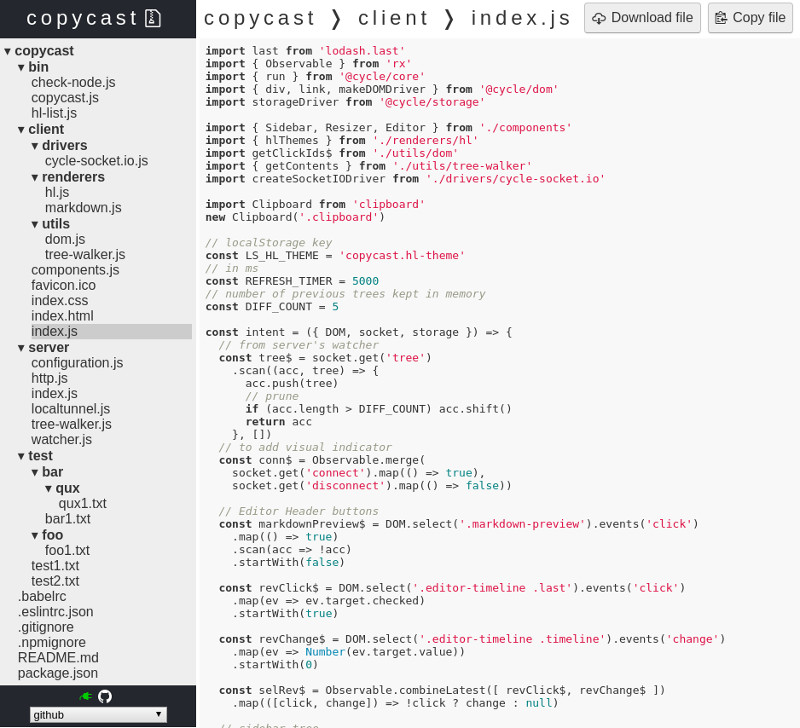 copycast
copycast ❯ client ❯ index.js
Download file
Copy file
▾ copycast
▾ bin
check-node.js
copycast.js
hl-list.js
▾ client
▾ drivers
cycle-socket.io.js
▾ renderers
hl.js
markdown.js
▾ utils
dom.js
tree-walker.js
components.js
favicon.ico
index.css
index.html
index.js
▾ server
configuration.js
http.js
index.js
localtunnel.js
tree-walker.js
watcher.js
▾ test
▾ bar
▾ qux
qux1.txt
bar1.txt
▾ foo
foo1.txt
test1.txt
test2.txt
.babelrc
.eslintrc.json
.gitignore
.npmignore
README.md
package.json
github
import last from 'lodash.last'
import { Observable } from 'rx'
import { run } from '@cycle/core'
import { div, link, makeDOMDriver } from '@cycle/dom'
import storageDriver from '@cycle/storage'

import { Sidebar, Resizer, Editor } from './components'
import { hlThemes } from './renderers/hl'
import getClickIds$ from './utils/dom'
import { getContents } from './utils/tree-walker'
import createSocketIODriver from './drivers/cycle-socket.io'

import Clipboard from 'clipboard'
new Clipboard('.clipboard')

// localStorage key
const LS_HL_THEME = 'copycast.hl-theme'
// in ms
const REFRESH_TIMER = 5000
// number of previous trees kept in memory
const DIFF_COUNT = 5

const intent = ({ DOM, socket, storage }) => {
  // from server's watcher
  const tree$ = socket.get('tree')
    .scan((acc, tree) => {
      acc.push(tree)
      // prune
      if (acc.length > DIFF_COUNT) acc.shift()
      return acc
    }, [])
  // to add visual indicator
  const conn$ = Observable.merge(
    socket.get('connect').map(() => true),
    socket.get('disconnect').map(() => false))

  // Editor Header buttons
  const markdownPreview$ = DOM.select('.markdown-preview').events('click')
    .map(() => true)
    .scan(acc => !acc)
    .startWith(false)

  const revClick$ = DOM.select('.editor-timeline .last').events('click')
    .map(ev => ev.target.checked)
    .startWith(true)

  const revChange$ = DOM.select('.editor-timeline .timeline').events('change')
    .map(ev => Number(ev.target.value))
    .startWith(0)

  const selRev$ = Observable.combineLatest([ revClick$, revChange$ ])
    .map(([click, change]) => !click ? change : null)

  // sidebar tree